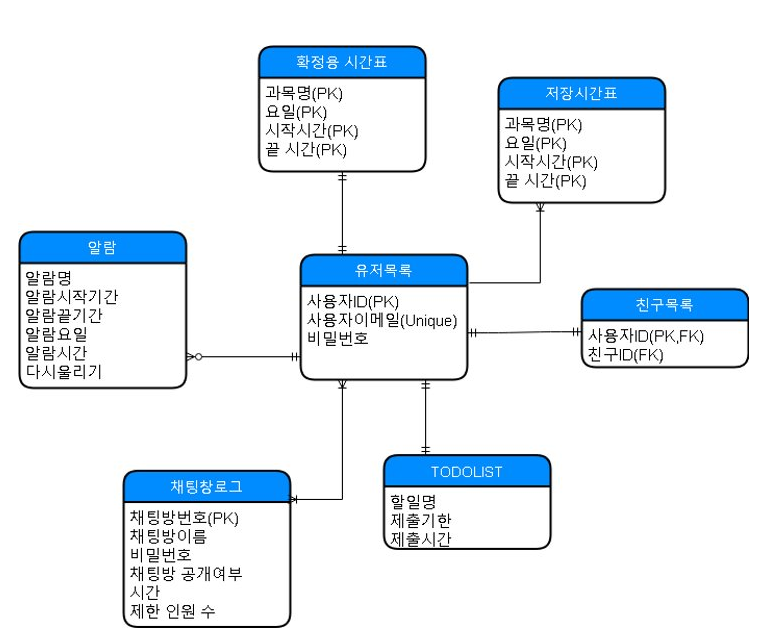 확정용 시간표
과목명(PK)
요일(PK)
시작시간(PK)
끝 시간(PK)
저장시간표
과목명(PK)
요일(PK)
시작시간(PK)
끝 시간(PK)
알람
알람명
알람시작기간
알람끝기간
알람요일
알람시간
다시울리기
유저목록
사용자ID(PK)
사용자이메일(Unique)
비밀번호
친구목록
사용자ID(PK,FK)
친구ID(FK)
채팅창로그
채팅방번호(PK)
채팅방이름
비밀번호
채팅방 공개여부
시간
제한 인원 수
TODOLIST
할일명
제출기한
제출시간